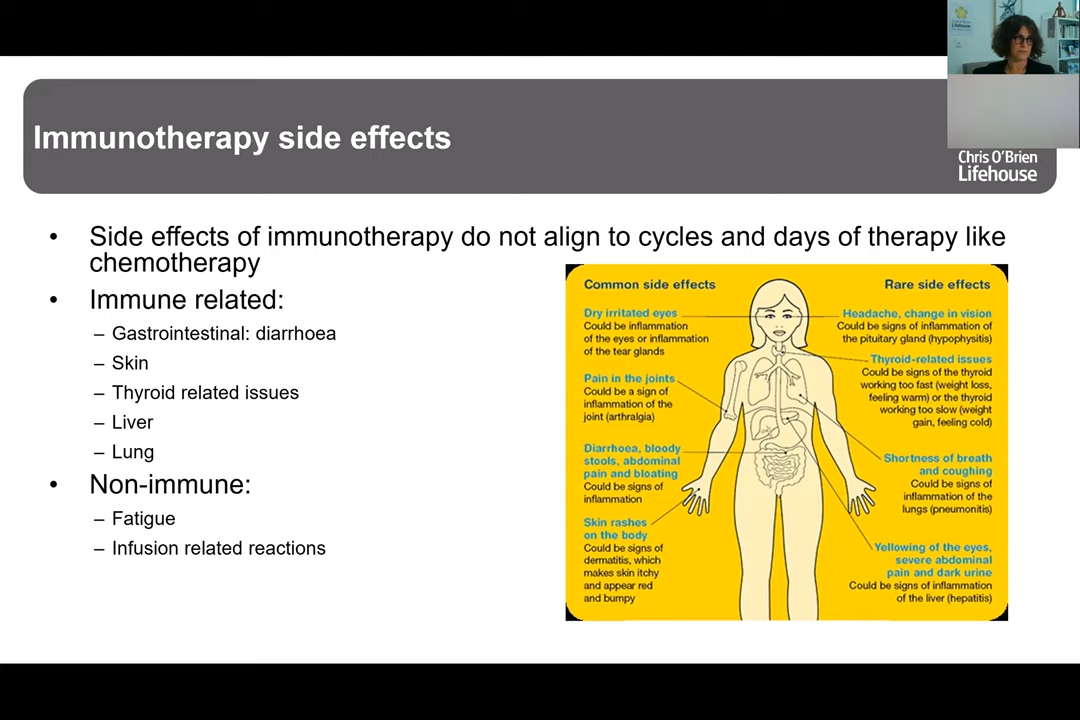 Immunotherapy side effects
Chris O'Brien
Lifehouse
• Side effects of immunotherapy do not align to cycles and days of therapy like
chemotherapy
• Immune related:
– Gastrointestinal: diarrhoea
– Skin
– Thyroid related issues
– Liver
– Lung
• Non-immune:
– Fatigue
– Infusion related reactions
Common side effects
Dry irritated eyes
Could be inflammation
of the eyes or inflammation
of the tear glands
Pain in the joints
Could be a sign of
inflammation of the
joint (arthralgia)
Diarrhoea, bloody
stools, abdominal
pain and bloating
Could be signs of
inflammation
Skin rashes
on the body
Could be signs of
dermatitis, which
makes skin itchy
and appear red
and bumpy
Rare side effects
Headache, change in vision
Could be signs of inflammation of
the pituitary gland (hypophysitis)
Thyroid-related issues
Could be signs of the thyroid
working too fast (weight loss,
feeling warm) or the thyroid
working too slow (weight
gain, feeling cold)
Shortness of breath
and coughing
Could be signs of
inflammation of the
lungs (pneumonitis)
Yellowing of the eyes,
severe abdominal
pain and dark urine
Could be signs of inflammation
of the liver (hepatitis)